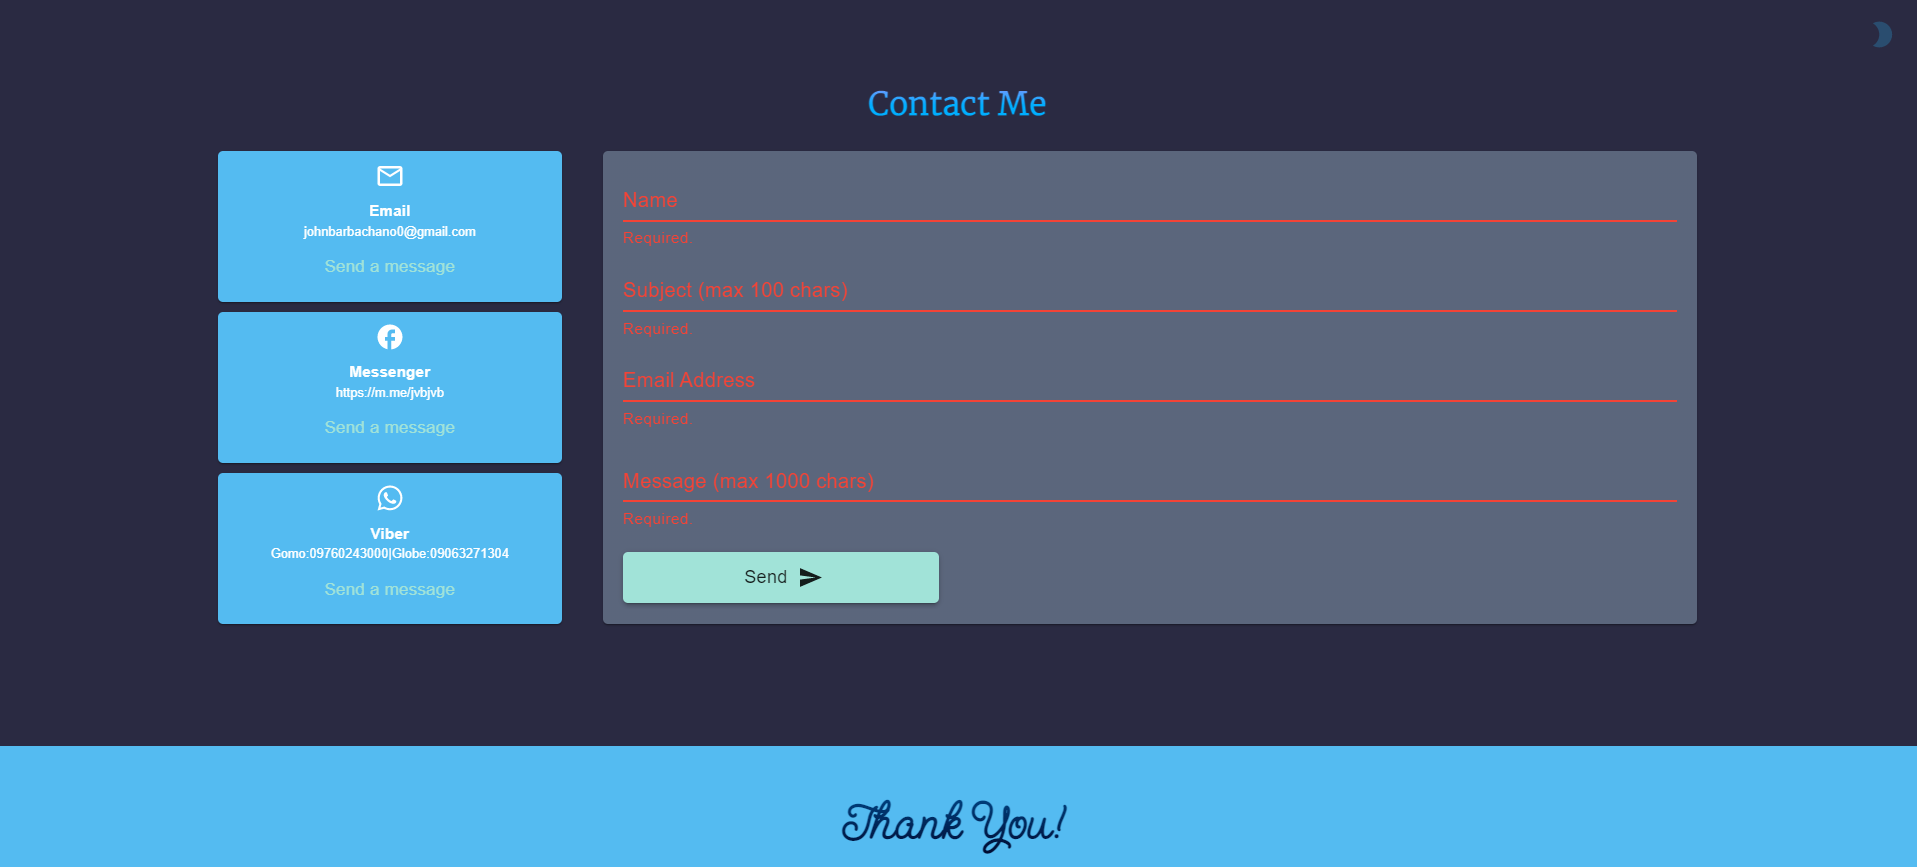 Contact Me
Email
johnbarbachano0@gmail.com
Send a message
Messenger
https://m.me/jvbjvb
Send a message
Viber
Gomo:09760243000|Globe:09063271304
Send a message
Name
Required.
Subject (max 100 chars)
Required.
Email Address
Required.
Message (max 1000 chars)
Required.
Send
Thank You!